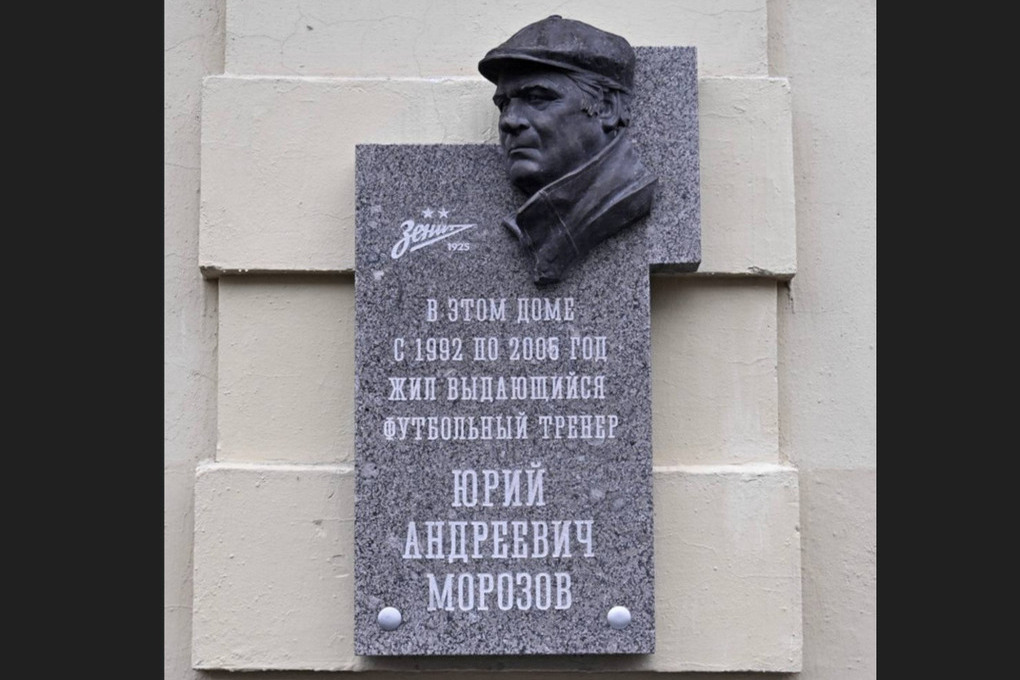 Зенит
1925
В ЭТОМ ДОМЕ
С 1992 ПО 2005 ГОД
ЖИЛ ВЫДАЮЩИЙСЯ
ФУТБОЛЬНЫЙ ТРЕНЕР
ЮРИЙ
АНДРЕЕВИЧ
МОРОЗОВ